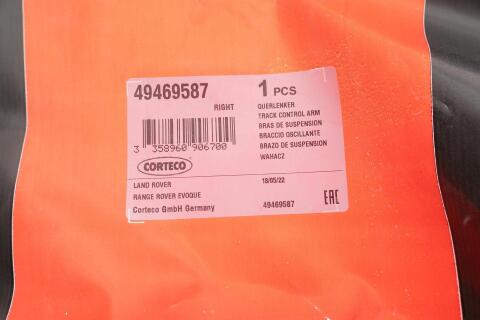 49469587
RIGHT
1 PCS
QUERLENKER
TRACK CONTROL ARM
BRAS DE SUSPENSION
BRACCIO OSCILLANTE
BRAZO DE SUSPENSION
WAHACZ
3 358960 906700
CORTECO
LAND ROVER
18/05/22
RANGE ROVER EVOQUE
Corteco GmbH Germany
49469587
EAC